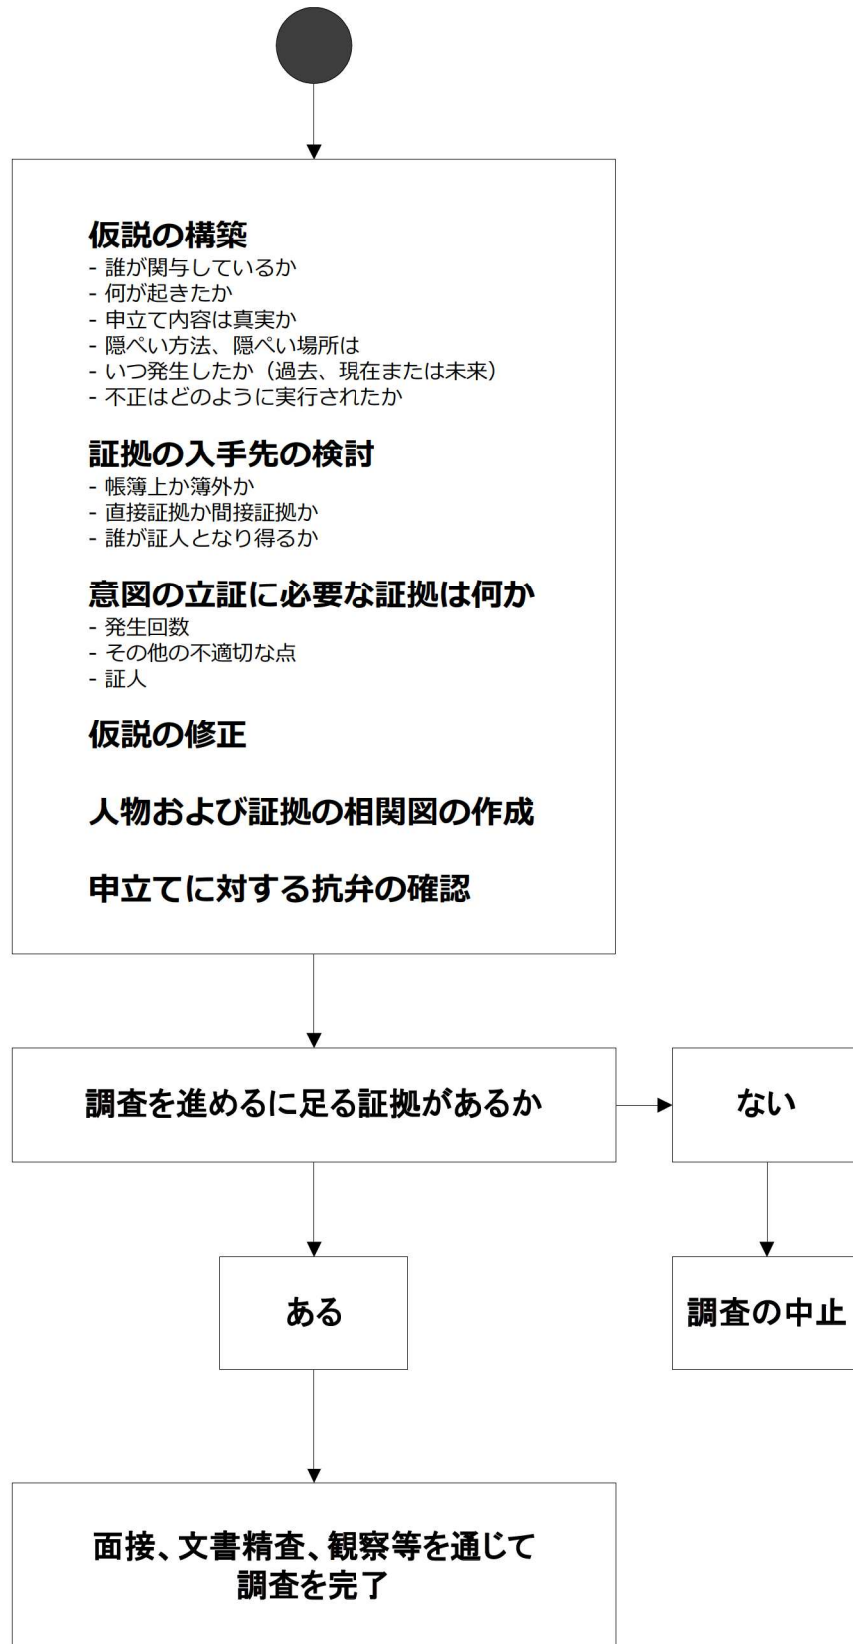 仮説の構築
- 誰が関与しているか
- 何が起きたか
- 申立て内容は真実か
- 隠ぺい方法、隠ぺい場所は
- いつ発生したか（過去、現在または未来）
- 不正はどのように実行されたか
証拠の入手先の検討
- 帳簿上か簿外か
- 直接証拠か間接証拠か
- 誰が証人となり得るか
意図の立証に必要な証拠は何か
- 発生回数
- その他の不適切な点
- 証人
仮説の修正
人物および証拠の相関図の作成
申立てに対する抗弁の確認
調査を進めるに足る証拠があるか
ない
ある
調査の中止
面接、文書精査、観察等を通じて
調査を完了